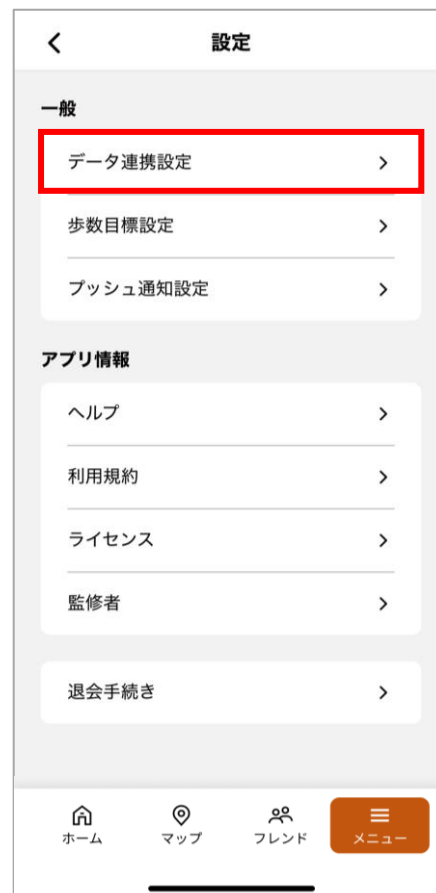 設定
一般
データ連携設定
歩数目標設定
プッシュ通知設定
アプリ情報
ヘルプ
利用規約
ライセンス
監修者
退会手続き
ホーム マップ フレンド メニュー